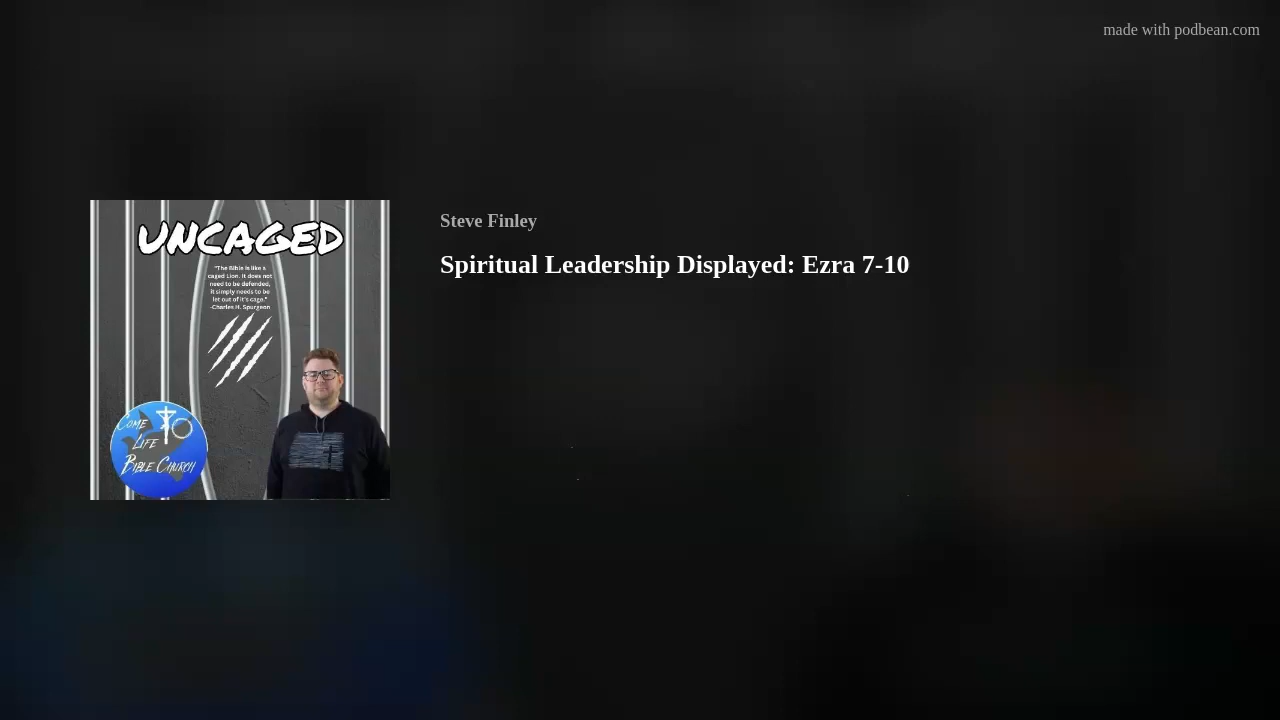 made with podbean.com
UNCAGED
"The Bible is like a
caged Lion. It does not
need to be defended,
it simply needs to be
let out of it's cage."
-Charles H. Spurgeon
COME TO
LIFE
BIBLE CHURCH
Steve Finley
Spiritual Leadership Displayed: Ezra 7-10